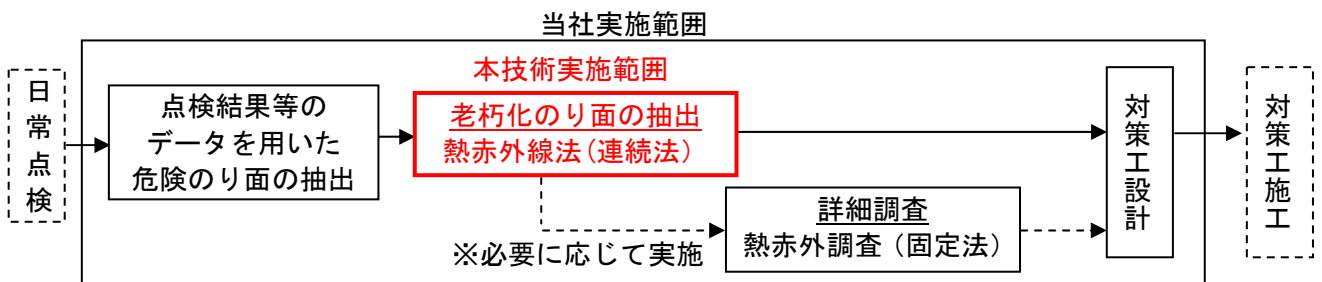 当社実施範囲
日常点検
点検結果等の
データを用いた
危険のり面の抽出
本技術実施範囲
老朽化のり面の抽出
熱赤外線法(連続法)
※必要に応じて実施
詳細調査
熱赤外調査(固定法)
対策工設計
対策工施工